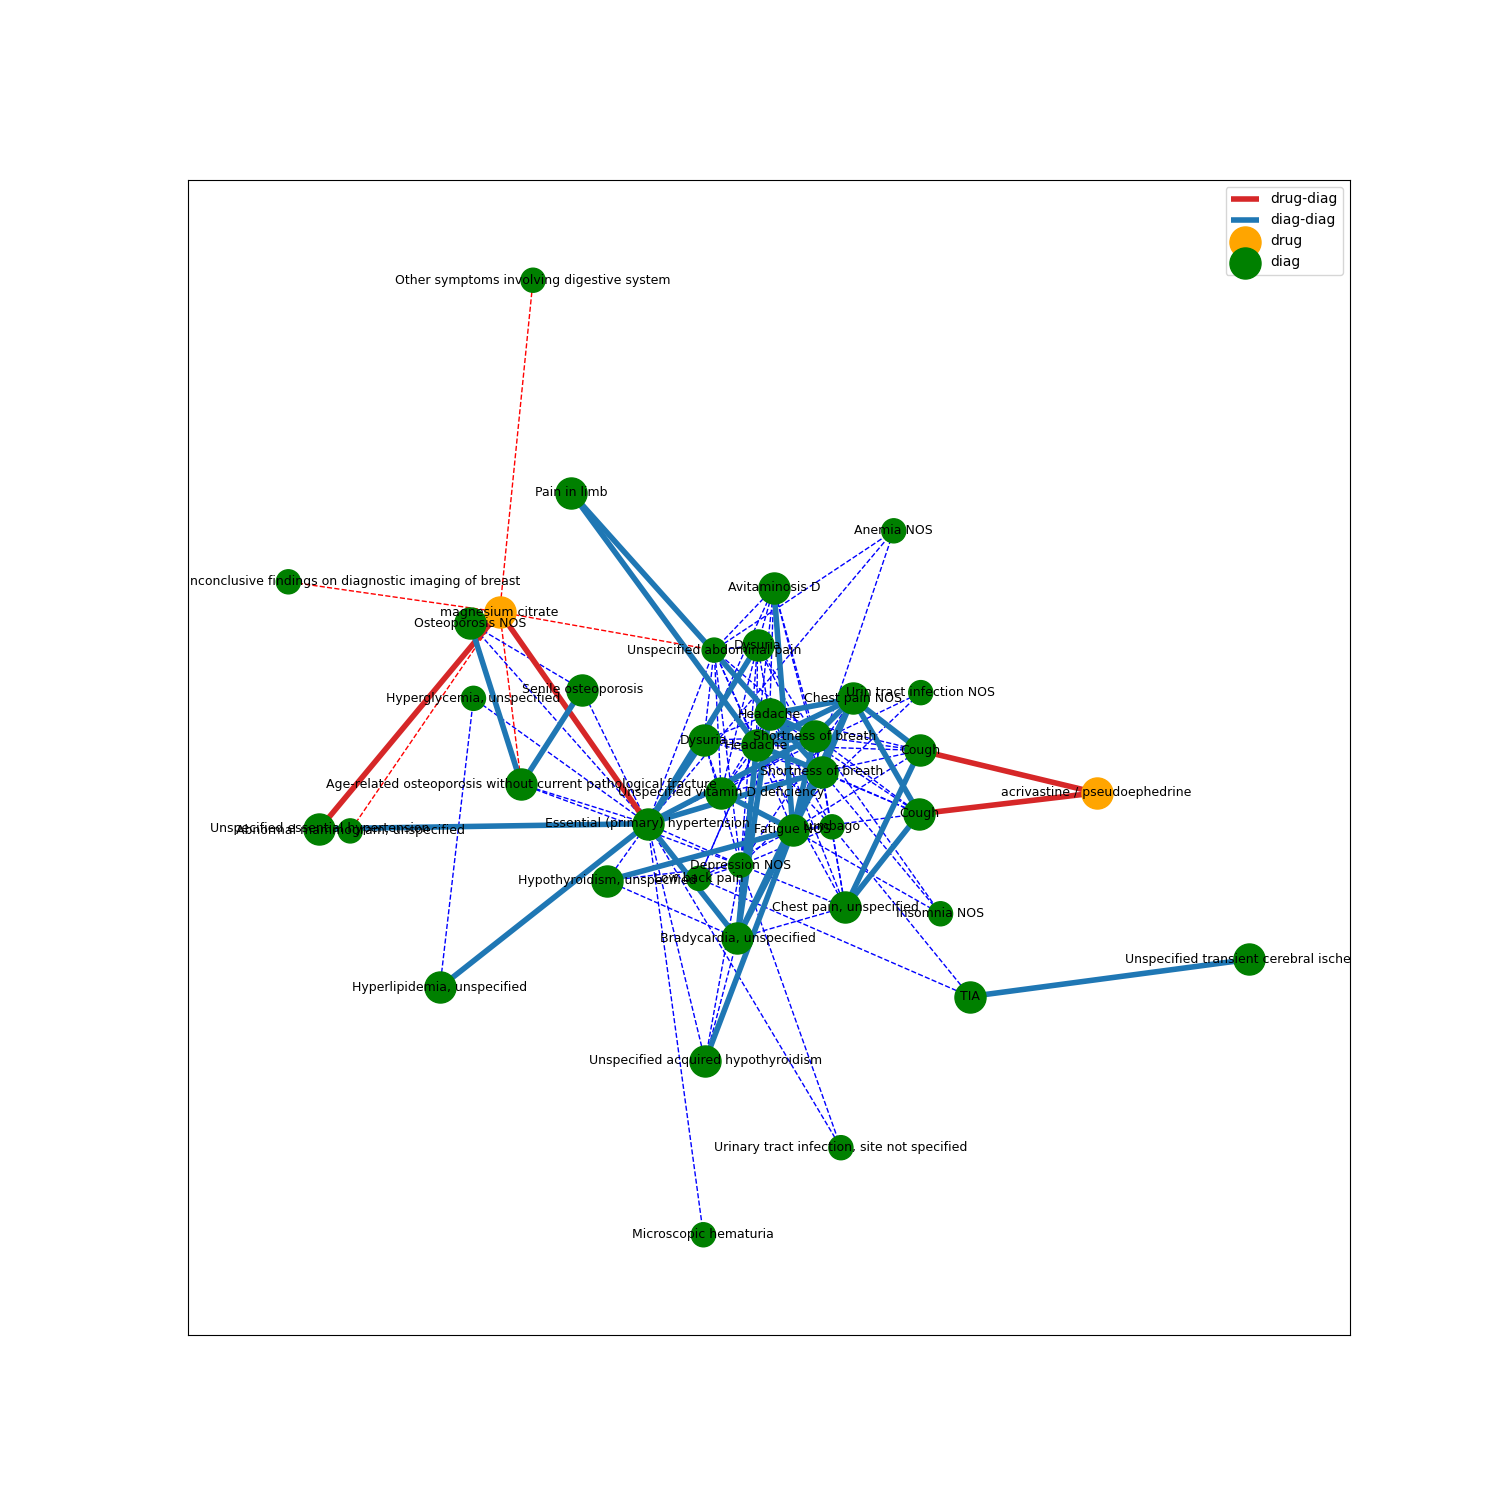 drug-diag
diag-diag
drug
diag
Other symptoms involving digestive system
Pain in limb
Anemia NOS
nconclusive findings on diagnostic imaging of breast
Avitaminosis D
magnesium citrate
Osteoporosis NOS
Dysuria
Unspecified abdominal pain
Senile osteoporosis
Urin tract infection NOS
Hyperglycemia, unspecified
Chest pain NOS
Headache
Shortness of breath
Dysuria
Headache
Cough
Shortness of breath
Age-related osteoporosis without current pathological fracture
Unspecified vitamin D deficiency
acrivastine / pseudoephedrine
Cough
Essential (primary) hypertension
Lumbago
Fatigue NOS
Unspecified essential hypertension
Abnormal mammogram, unspecified
Depression NOS
Low back pain
Hypothyroidism, unspecified
Chest pain, unspecified
Insomnia NOS
Bradycardia, unspecified
Unspecified transient cerebral ische
Hyperlipidemia, unspecified
TIA
Unspecified acquired hypothyroidism
Urinary tract infection, site not specified
Microscopic hematuria